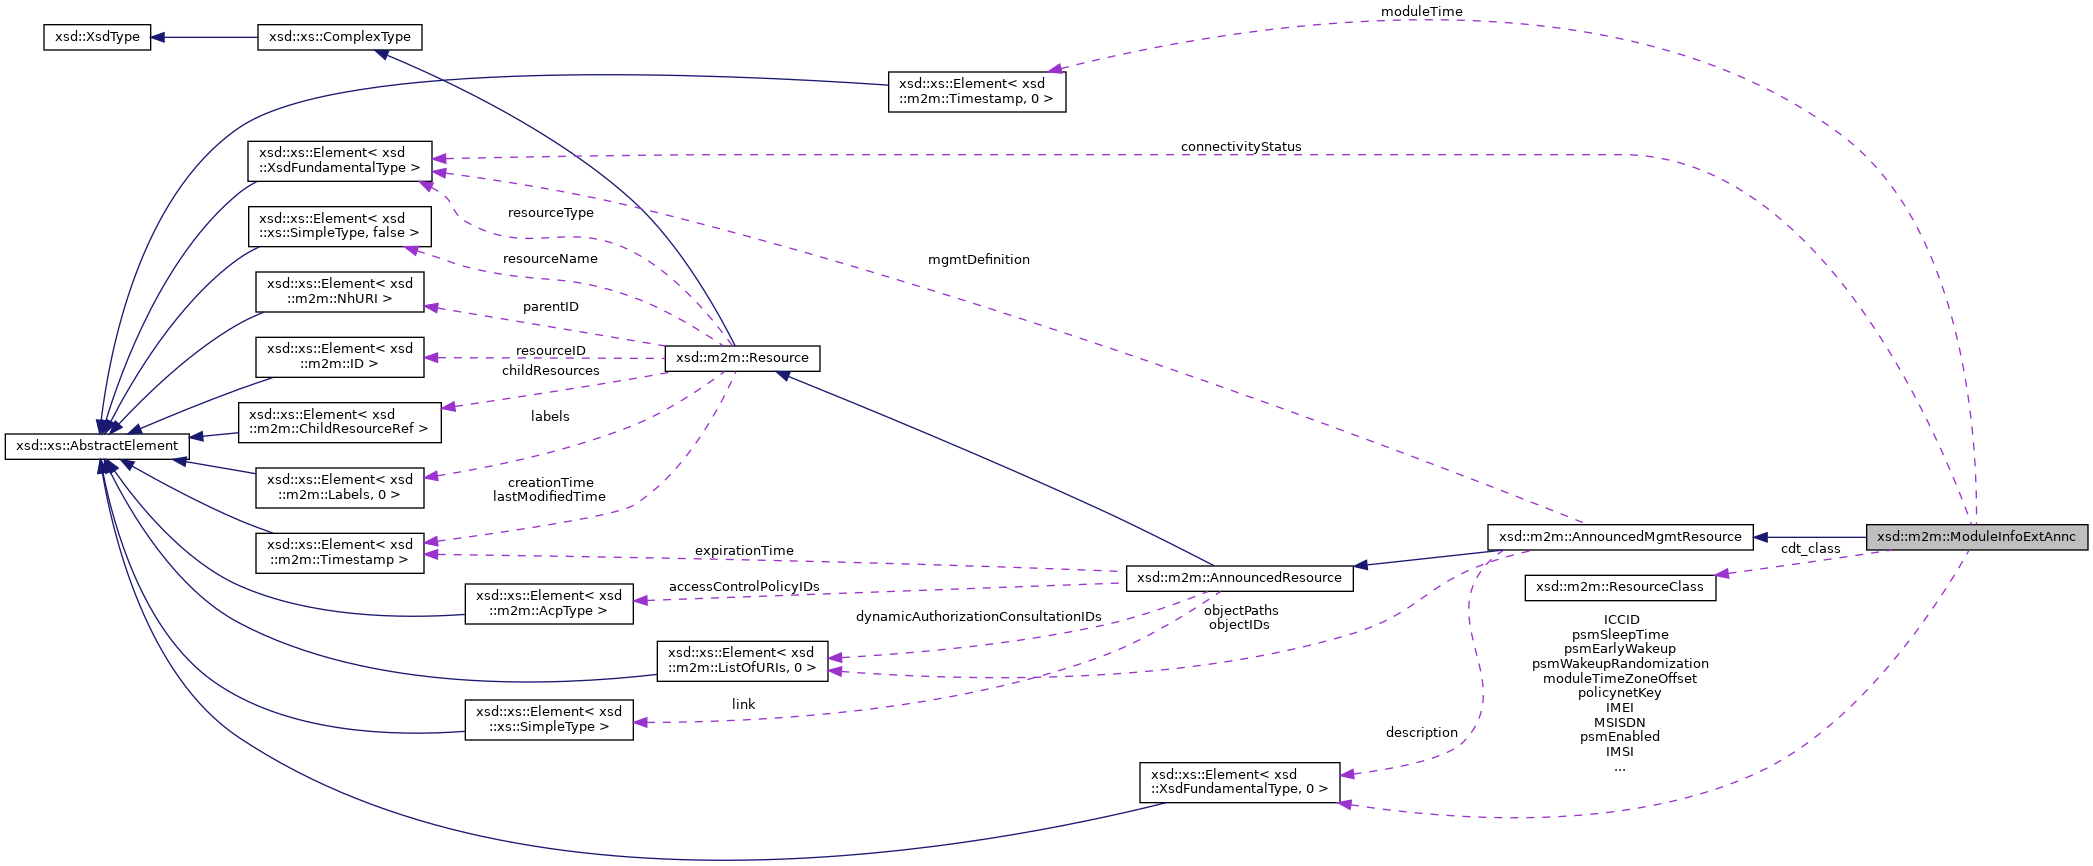 moduleTime
xsd::XsdType
xsd::xs::ComplexType
xsd::xs::Element< xsd
::m2m::Timestamp, 0 >
connectivityStatus
xsd::xs::Element< xsd
::XsdFundamentalType >
resourceType
xsd::xs::Element< xsd
::xs::SimpleType, false >
resourceName
mgmtDefinition
xsd::xs::Element< xsd
::m2m::NhURI >
parentID
xsd::xs::Element< xsd
::m2m::ID >
resourceID
xsd::m2m::Resource
childResources
xsd::xs::Element< xsd
::m2m::ChildResourceRef >
labels
xsd::xs::AbstractElement
xsd::xs::Element< xsd
::m2m::Labels, 0 >
creationTime
lastModifiedTime
xsd::xs::Element< xsd
::m2m::Timestamp >
expirationTime
xsd::m2m::AnnouncedMgmtResource
xsd::m2m::ModuleInfoExtAnnc
cdt_class
xsd::m2m::AnnouncedResource
xsd::m2m::ResourceClass
accessControlPolicyIDs
xsd::xs::Element< xsd
::m2m::AcpType >
dynamicAuthorizationConsultationIDs
objectPaths
objectIDs
xsd::xs::Element< xsd
::m2m::ListOfURIs, 0 >
ICCID
psmSleepTime
psmEarlyWakeup
psmWakeupRandomization
moduleTimeZoneOffset
policynetKey
IMEI
MSISDN
psmEnabled
IMSI
...
link
xsd::xs::Element< xsd
::xs::SimpleType >
description
xsd::xs::Element< xsd
::XsdFundamentalType, 0 >